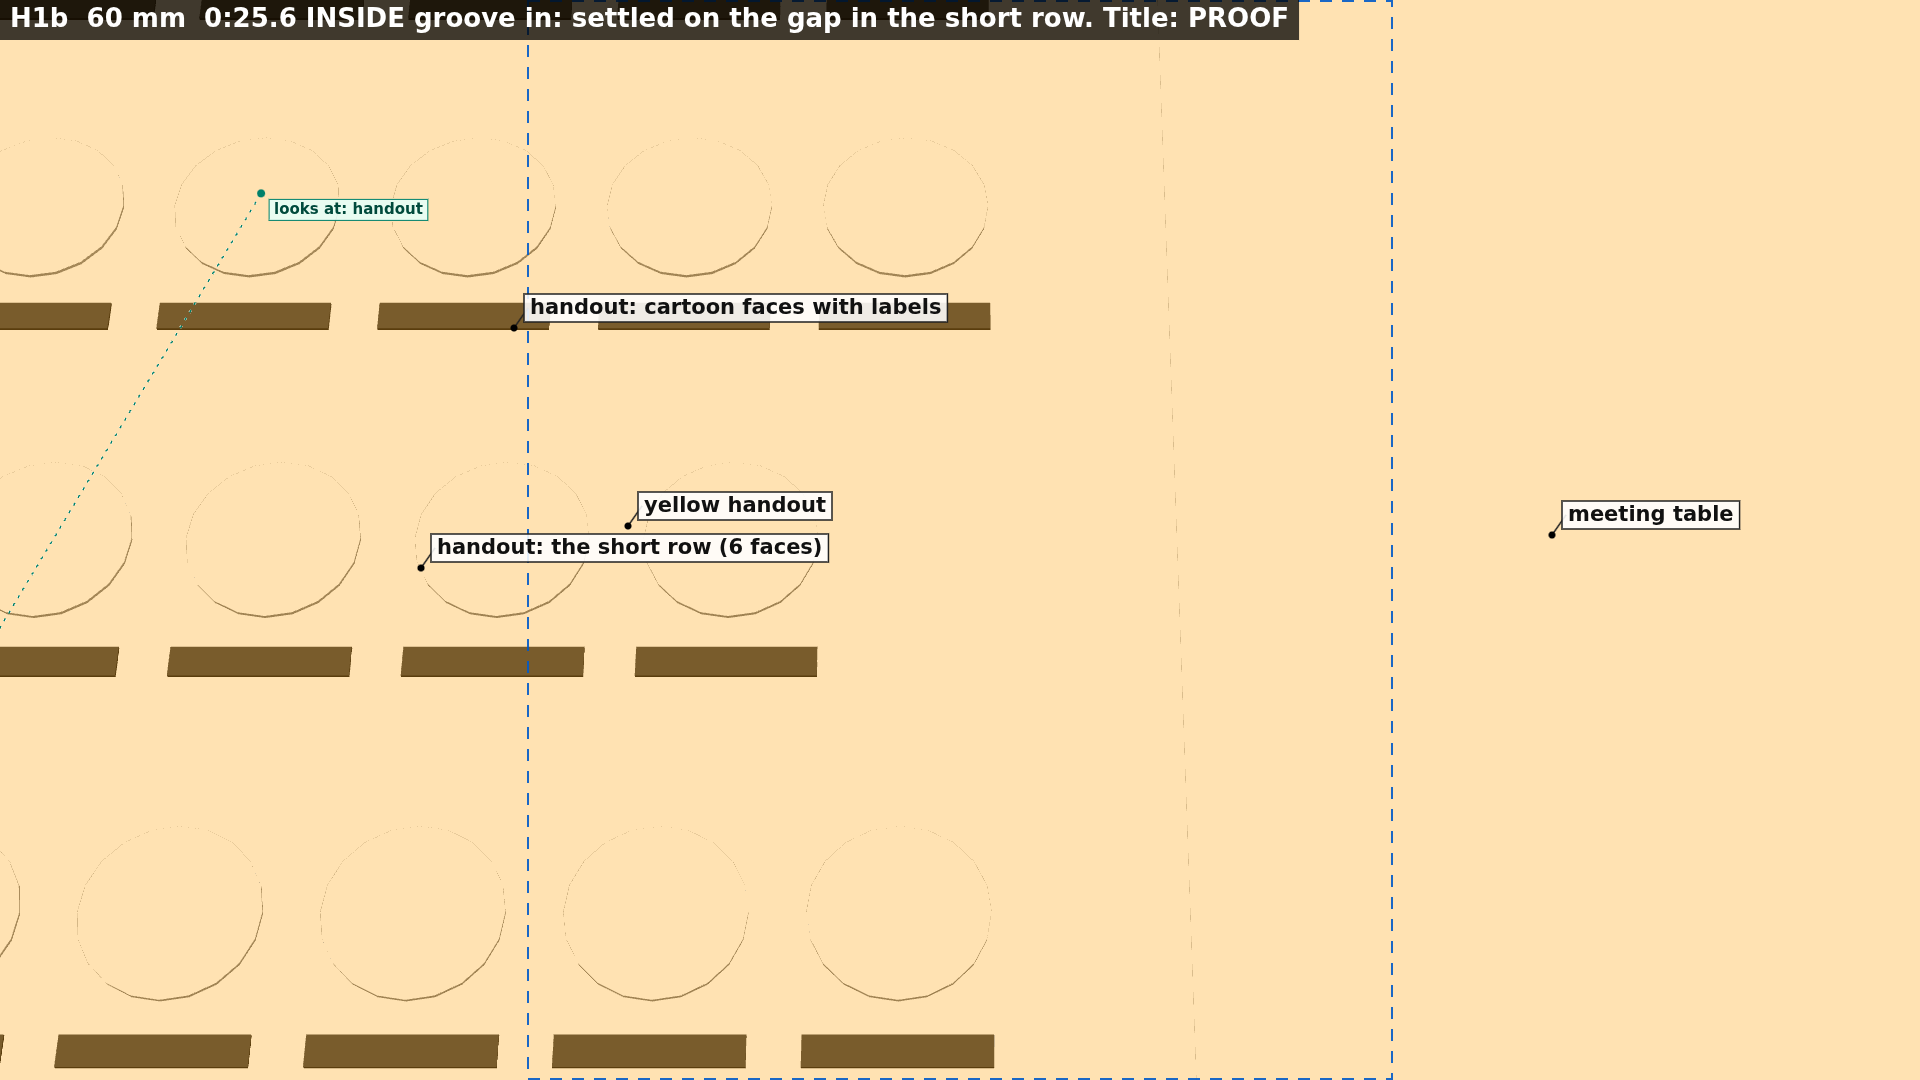 H1b  60 mm  0:25.6 INSIDE groove in: settled on the gap in the short row. Title: PROOF
looks at: handout
handout: cartoon faces with labels
yellow handout
meeting table
handout: the short row (6 faces)